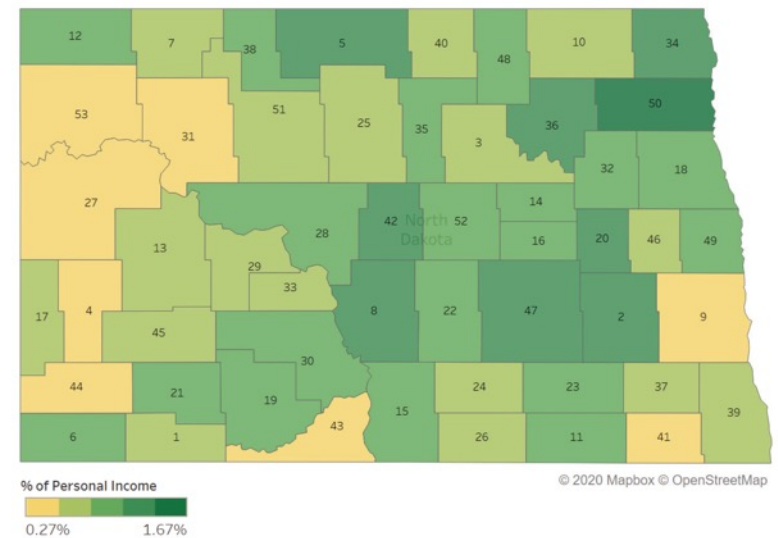 12 7 38 5 40 48 10 34
53 31 51 25 35 3 36 50
32 18
27 13 28 42 52 14 20 46 49
North
Dakota
16
29
33
17 4 45 8 22 47 2 9
30
44 21 19 24 23 37 39
43 15
6 1 26 11 41
% of Personal Income
0.27% 1.67%
© 2020 Mapbox © OpenStreetMap